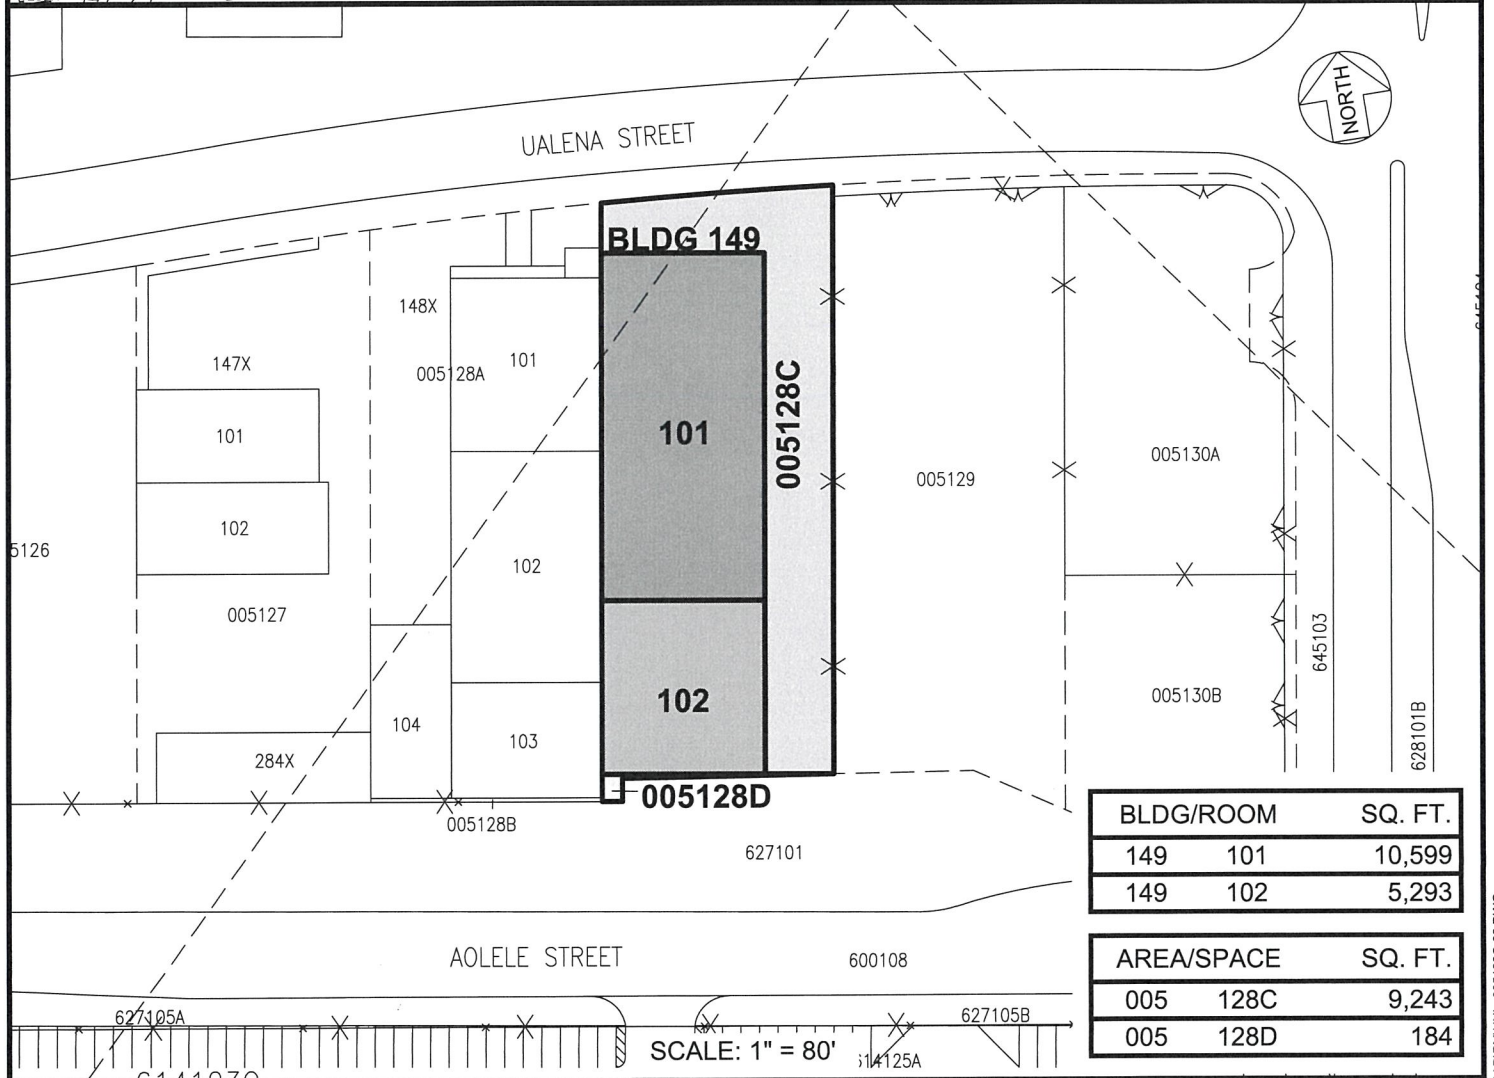 NORTH
UALENA STREET
BLDG 149
148X
147X
101
005128A
101
005128C
101
005130A
005129
102
5126
102
005127
645103
102
005130B
104
103
284X
628101B
005128D
005128B
627101
BLDG/ROOM SQ. FT.
149 101 10,599
149 102 5,293
AREA/SPACE SQ. FT.
005 128C 9,243
005 128D 184
AOLELE STREET
600108
627105A
627105B
SCALE: 1" = 80'